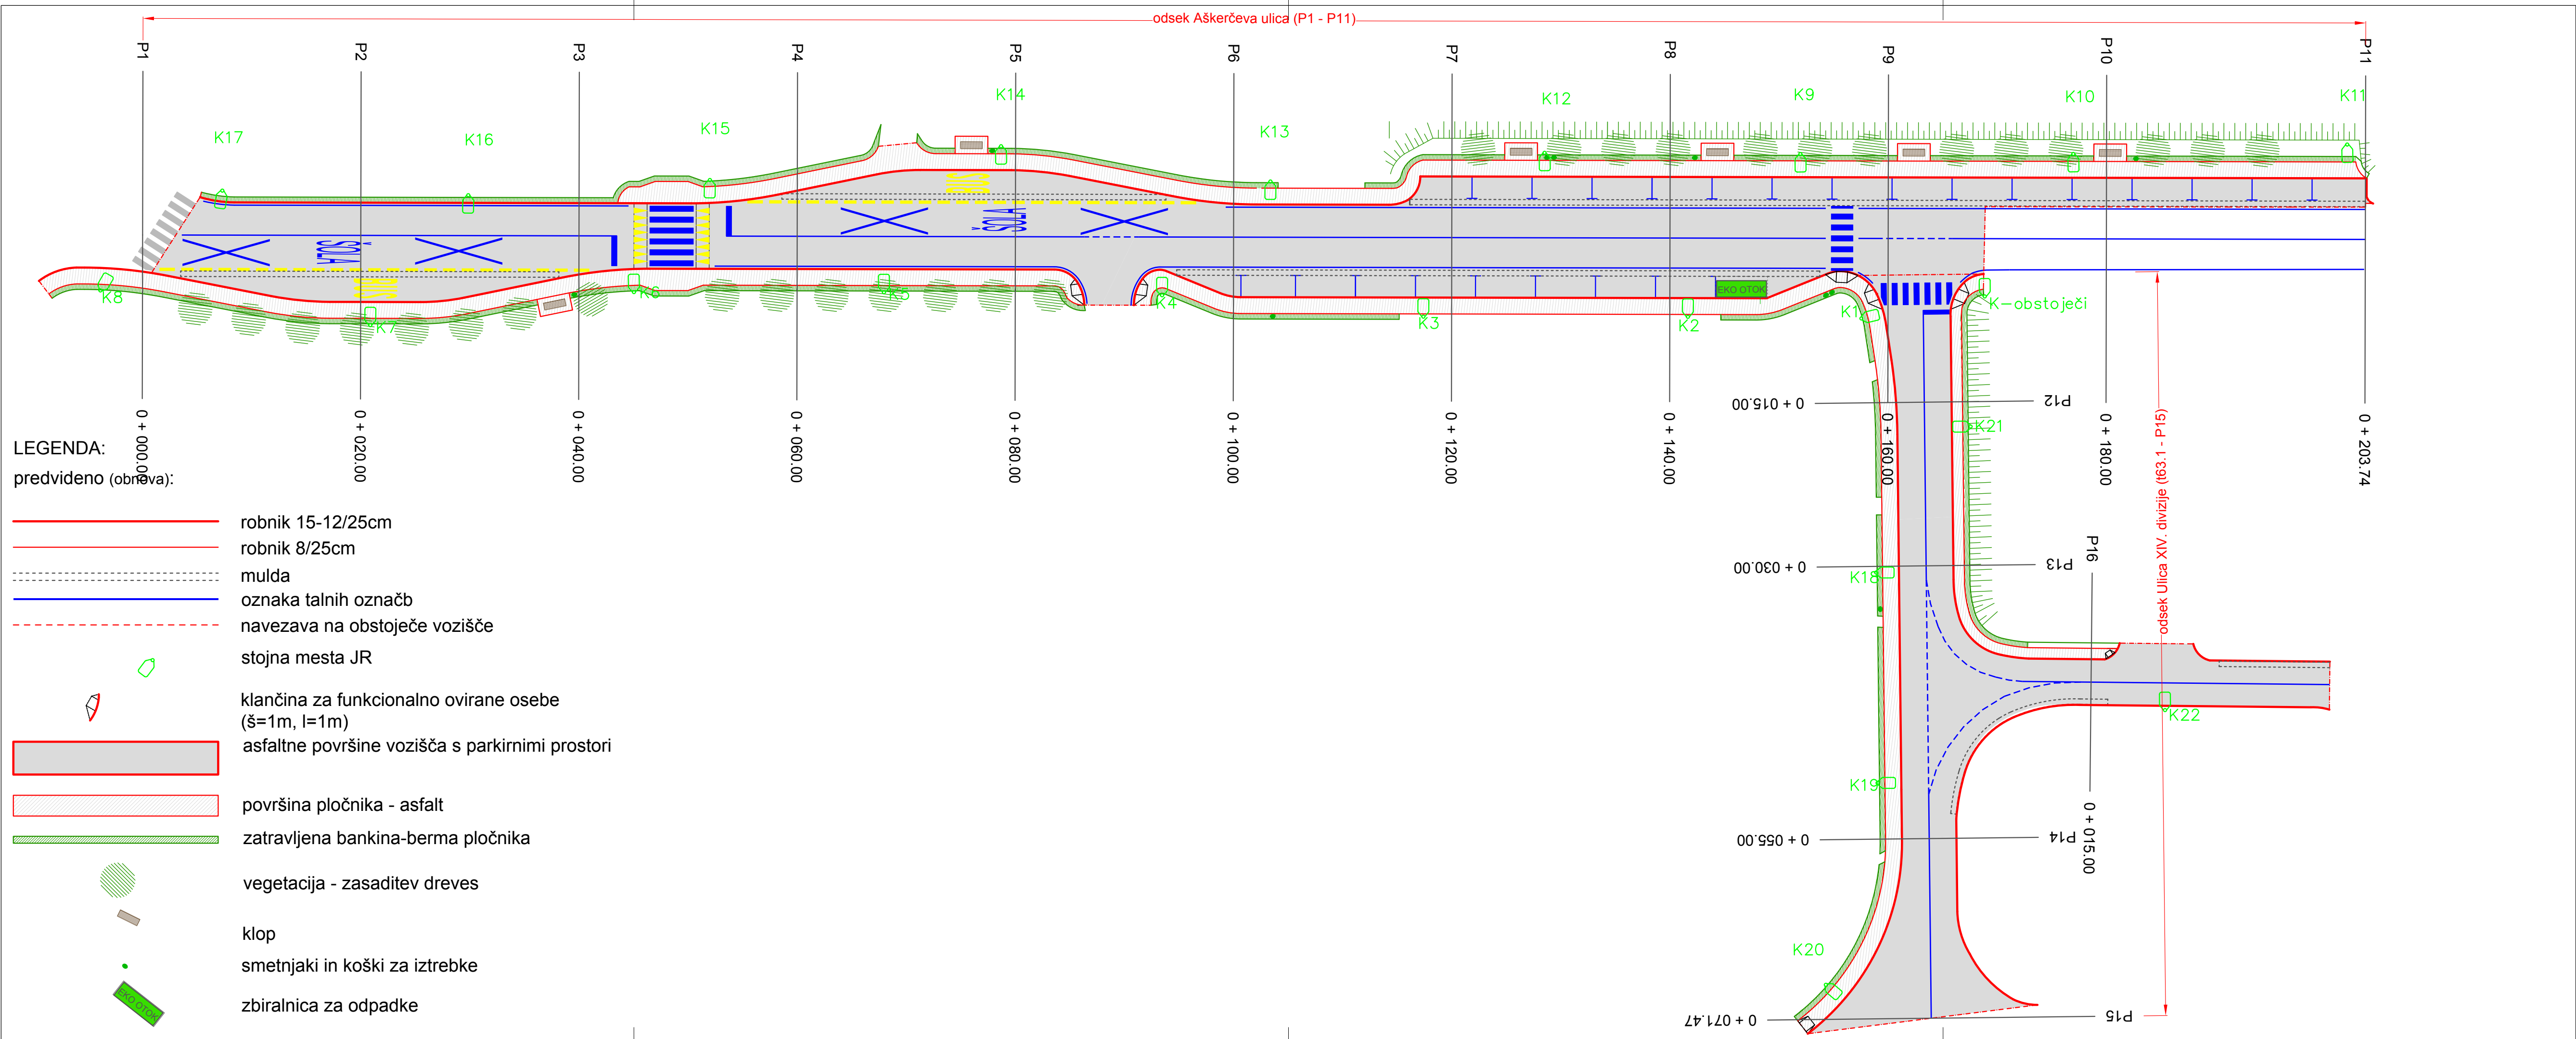 odsek Aškerčeva ulica (P1 - P11)
P1
P2
P3
P4
P5
P6
P7
P8
P9
P10
P11
K17
K16
K15
K14
K13
K12
K9
K10
K11
ŠOLA
ŠOLA
K8
K7
K6
K5
K4
K3
K2
EKO OTOK
K1
K-obstoječi
0 + 000.00
0 + 020.00
0 + 040.00
0 + 060.00
0 + 080.00
0 + 100.00
0 + 120.00
0 + 140.00
0 + 160.00
0 + 180.00
0 + 203.74
0 + 015.00
P12
K21
odsek Ulica XIV. divizije (t63.1 - P15)
0 + 030.00
P13
P16
K18
K22
K19
0 + 055.00
P14
0 + 015.00
K20
0 + 071.47
P15
LEGENDA:
predvideno (obnova):
robnik 15-12/25cm
robnik 8/25cm
mulda
oznaka talnih označb
navezava na obstoječe vozišče
stojna mesta JR
klančina za funkcionalno ovirane osebe
(š=1m, l=1m)
asfaltne površine vozišča s parkirnimi prostori
površina pločnika - asfalt
zatravljena bankina-berma pločnika
vegetacija - zasaditev dreves
klop
smetnjaki in koški za iztrebke
EKO OTOK
zbiralnica za odpadke